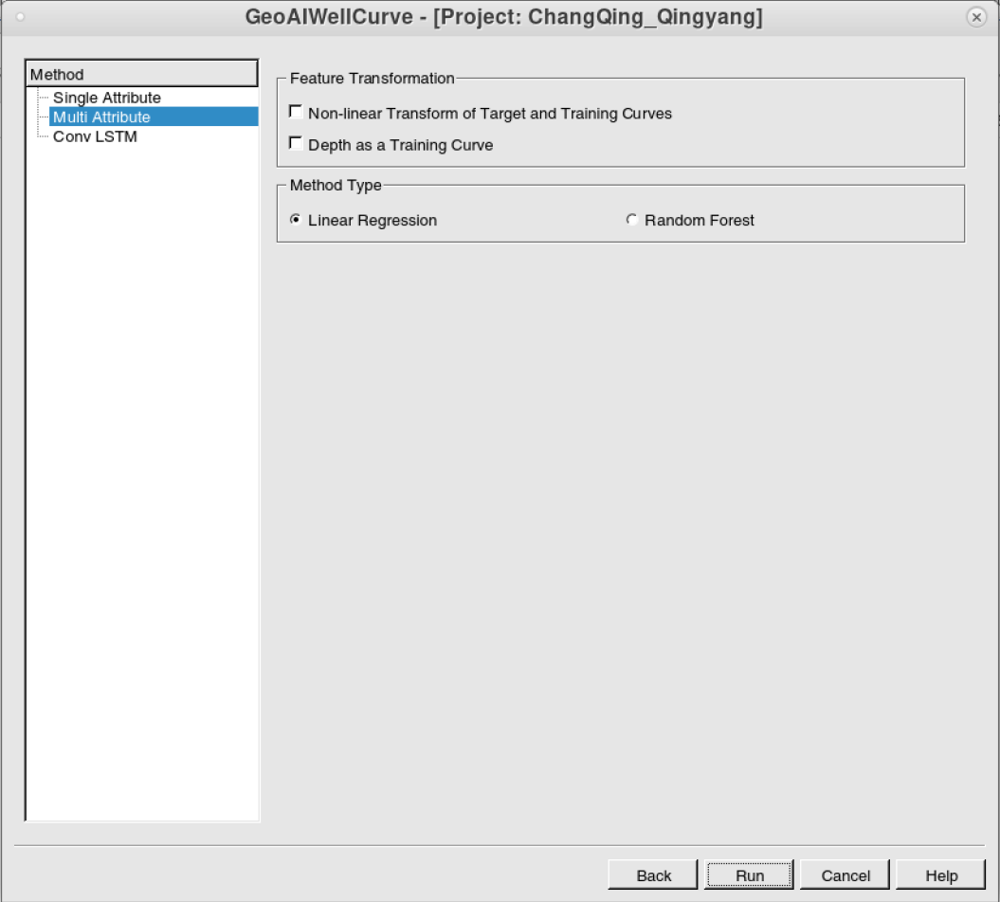 GeoAIWellCurve - [Project: ChangQing_Qingyang]
Method
Single Attribute
Multi Attribute
Conv LSTM
Feature Transformation
Non-linear Transform of Target and Training Curves
Depth as a Training Curve
Method Type
Linear Regression Random Forest
Back Run Cancel Help